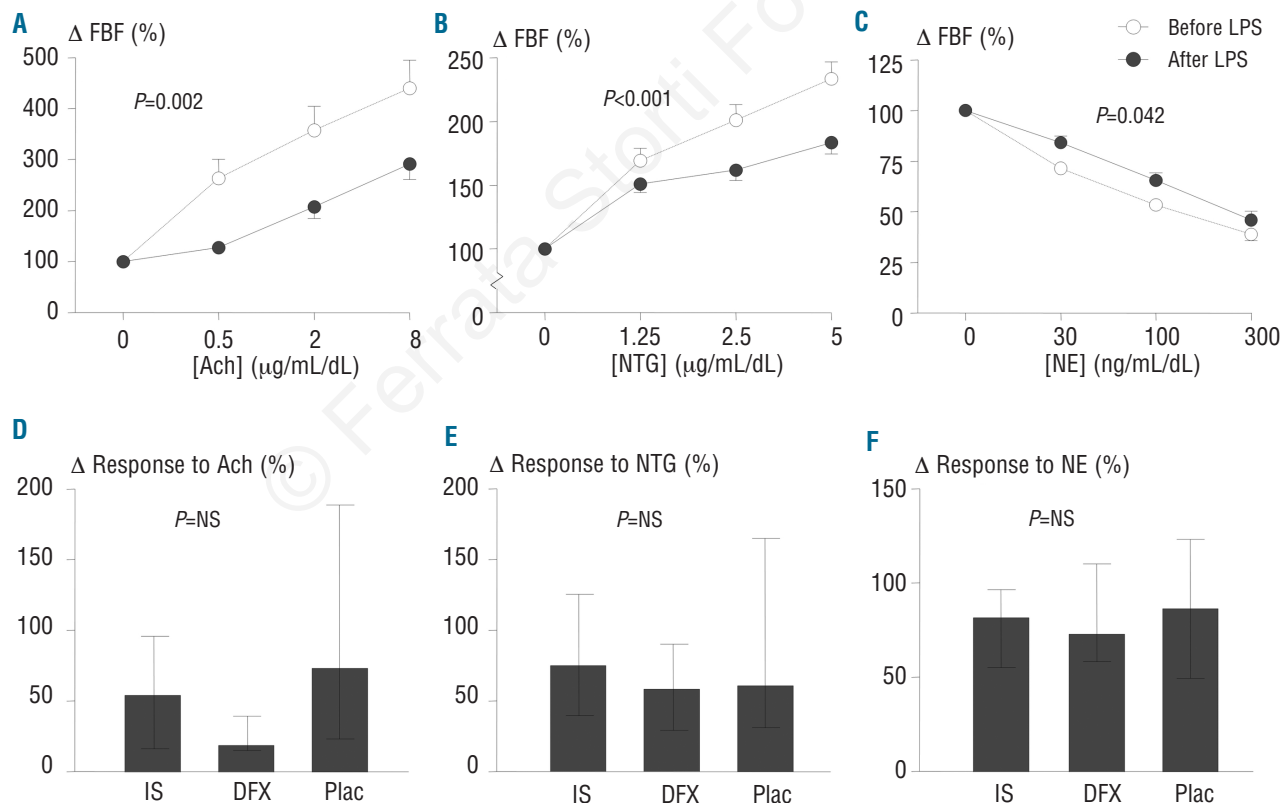 A
Δ FBF (%)
500
400
300
200
100
0
P=0.002
0 0.5 2 8
[Ach] (μg/mL/dL)
B
Δ FBF (%)
250
200
150
100
0
P<0.001
0 1.25 2.5 5
[NTG] (μg/mL/dL)
C
Δ FBF (%)
Before LPS
After LPS
125
100
75
50
25
0
P=0.042
0 30 100 300
[NE] (ng/mL/dL)
D
Δ Response to Ach (%)
200
150
100
50
0
P=NS
IS DFX Plac
E
Δ Response to NTG (%)
200
150
100
50
0
P=NS
IS DFX Plac
F
Δ Response to NE (%)
150
100
50
0
P=NS
IS DFX Plac
© Ferrata Storti Fo